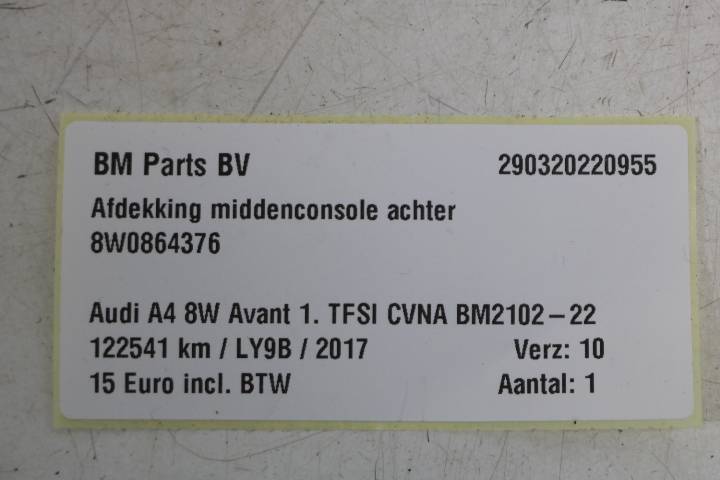 BM Parts BV 290320220955
Afdekking middenconsole achter
8W0864376
Audi A4 8W Avant 1. TFSI CVNA BM2102-22
122541 km / LY9B / 2017 Verz: 10
15 Euro incl. BTW Aantal: 1